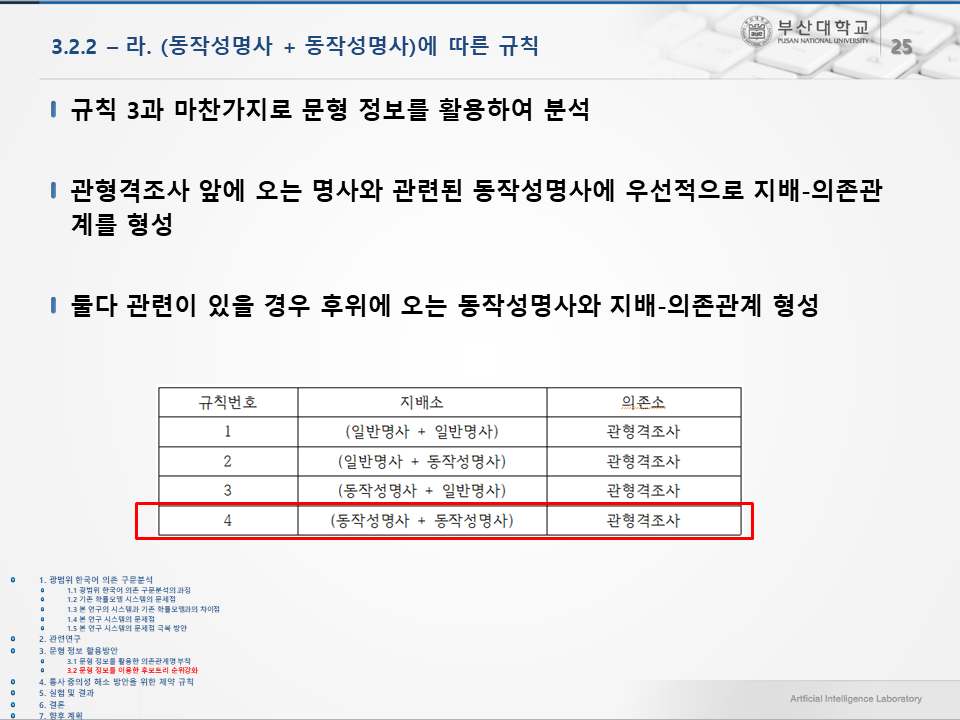 3.2.2 – 라. (동작성명사 + 동작성명사)에 따른 규칙
부산대학교
PUSAN NATIONAL UNIVERSITY
25
규칙 3과 마찬가지로 문형 정보를 활용하여 분석
관형격조사 앞에 오는 명사와 관련된 동작성명사에 우선적으로 지배-의존관
계를 형성
둘다 관련이 있을 경우 후위에 오는 동작성명사와 지배-의존관계 형성
규칙번호 지배소 의존소
1 (일반명사 + 일반명사) 관형격조사
2 (일반명사 + 동작성명사) 관형격조사
3 (동작성명사 + 일반명사) 관형격조사
4 (동작성명사 + 동작성명사) 관형격조사
1. 광범위 한국어 의존 구문분석
1.1 광범위 한국어 의존 구문분석의 과정
1.2 기존 확률모델 시스템의 문제점
1.3 본 연구의 시스템과 기존 확률모델과의 차이점
1.4 본 연구 시스템의 문제점
1.5 본 연구 시스템의 문제점 극복 방안
2. 관련연구
3. 문형 정보 활용방안
3.1 문형 정보를 활용한 의존관계명 부착
3.2 문형 정보를 이용한 후보트리 순위강화
4. 통사 중의성 해소 방안을 위한 제약 규칙
5. 실험 및 결과
6. 결론
7. 향후 계획
Artficial Intelligence Laboratory